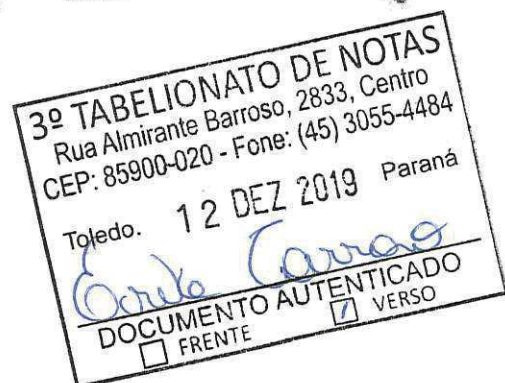 3º TABELIONATO DE NOTAS
Rua Almirante Barroso, 2833, Centro
CEP: 85900-020 - Fone: (45) 3055-4484
Toledo. 12 DEZ 2019 Paraná
DOCUMENTO AUTENTICADO
FRENTE VERSO